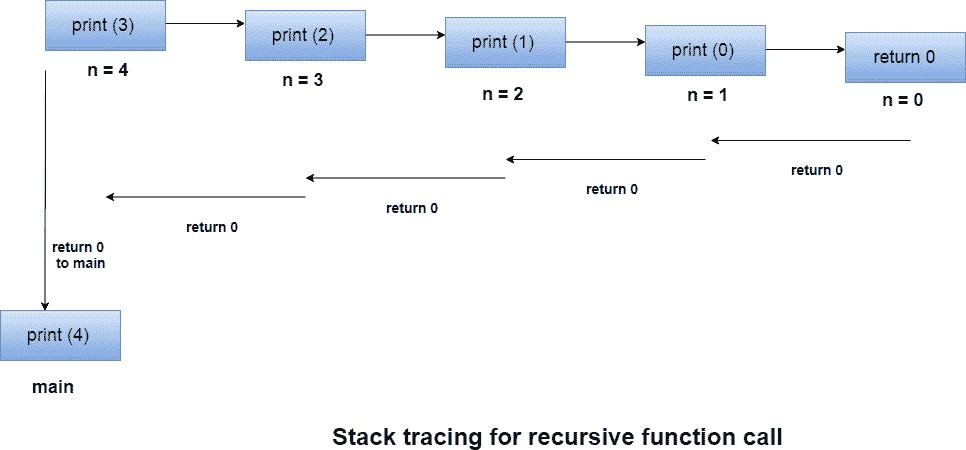 print (3)
print (2)
print (1)
print (0)
return 0
n = 4
n = 3
n = 2
n = 1
n = 0
return 0
return 0
return 0
return 0
return 0
to main
print (4)
main
Stack tracing for recursive function call